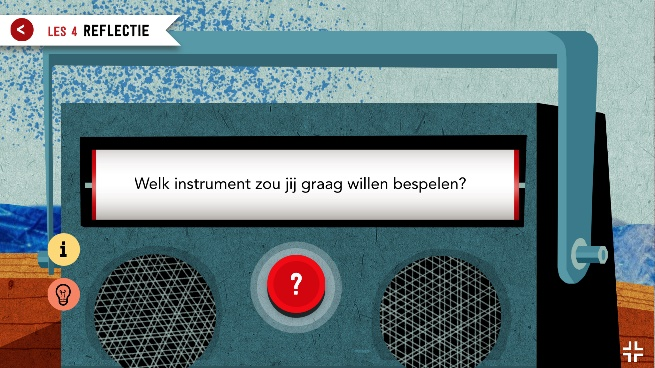 LES 4 REFLECTIE
Welk instrument zou jij graag willen bespelen?
i
?